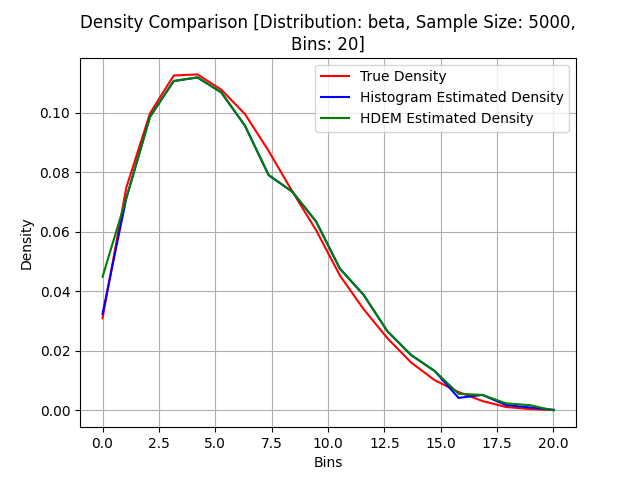 Density Comparison [Distribution: beta, Sample Size: 5000,
Bins: 20]
True Density
Histogram Estimated Density
HDEM Estimated Density
Density
0.10
0.08
0.06
0.04
0.02
0.00
0.0 2.5 5.0 7.5 10.0 12.5 15.0 17.5 20.0
Bins